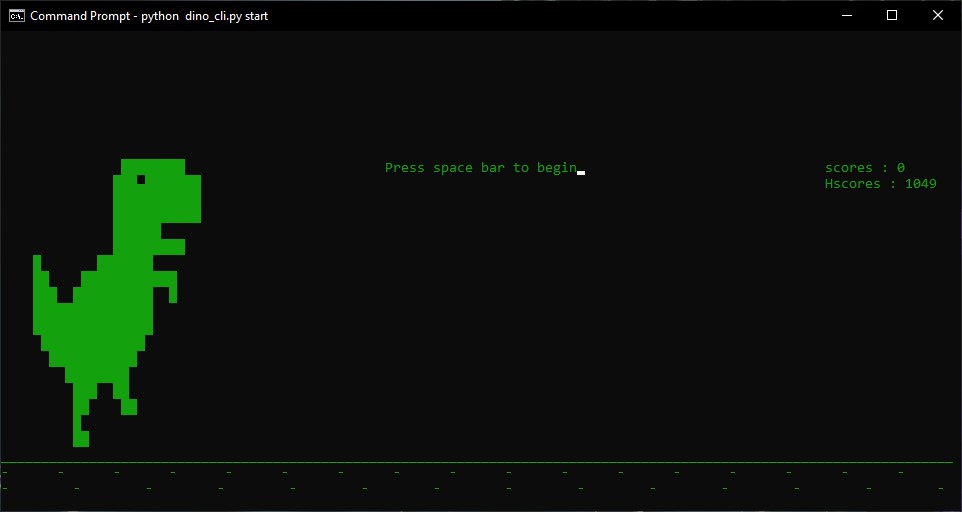 Command Prompt - python  dino_cli.py start
Press space bar to begin
scores : 0
Hscores : 1049